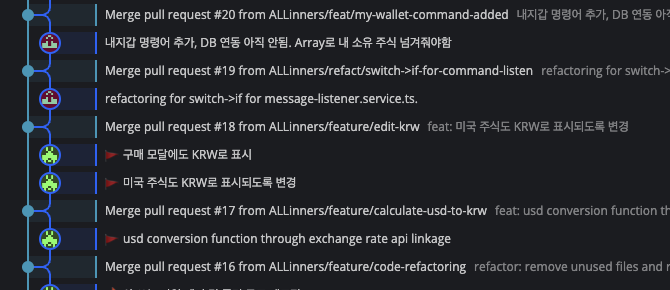 Merge pull request #20 from ALLinners/feat/my-wallet-command-added 내지갑 명령어 추가, DB 연동 아직
내지갑 명령어 추가, DB 연동 아직 안됨. Array로 내 소유 주식 넘겨줘야함
Merge pull request #19 from ALLinners/refact/switch->if-for-command-listen refactoring for switch->
refactoring for switch->if for message-listener.service.ts.
Merge pull request #18 from ALLinners/feature/edit-krw feat: 미국 주식도 KRW로 표시되도록 변경
구매 모달에도 KRW로 표시
미국 주식도 KRW로 표시되도록 변경
Merge pull request #17 from ALLinners/feature/calculate-usd-to-krw feat: usd conversion function
usd conversion function through exchange rate api linkage
Merge pull request #16 from ALLinners/feature/code-refactoring refactor: remove unused files and